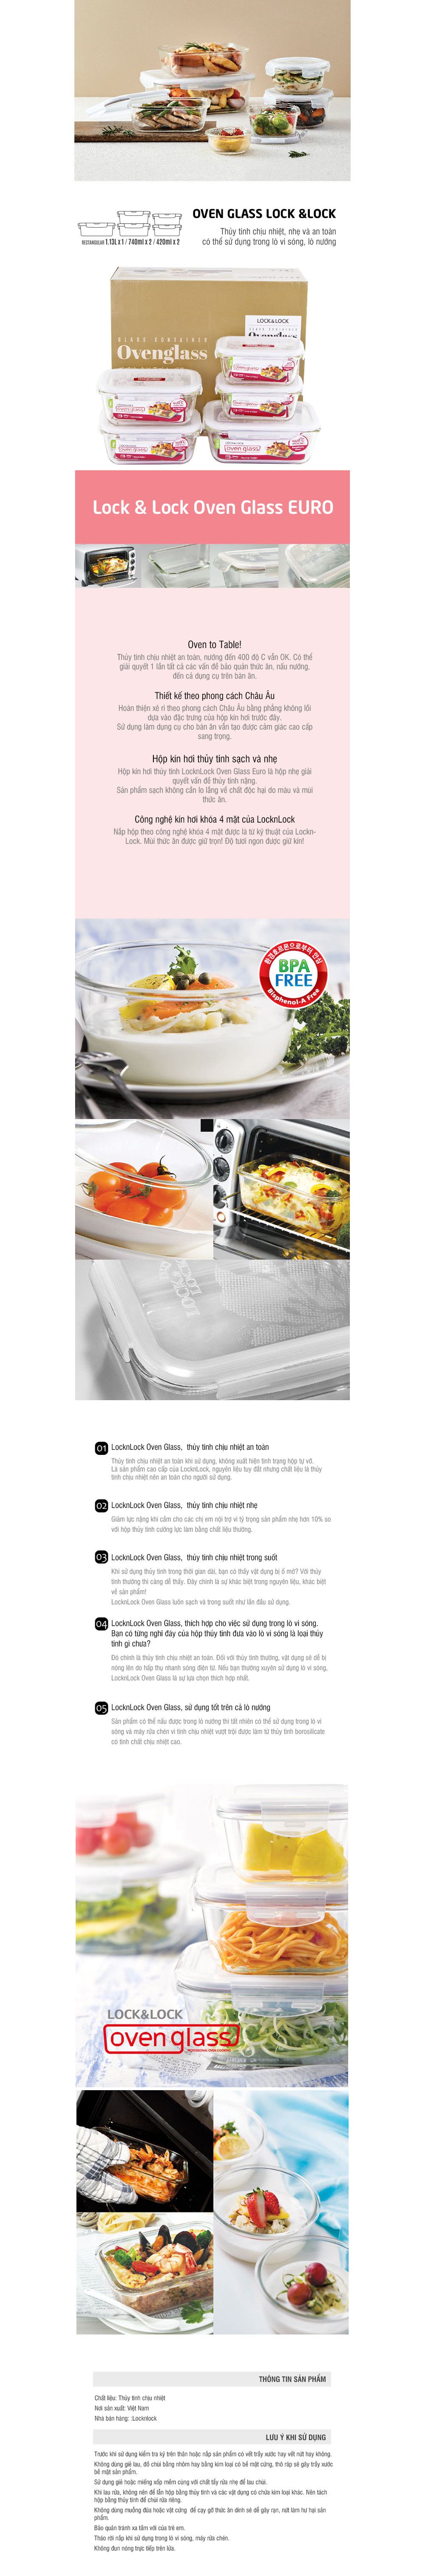 OVEN GLASS LOCK &LOCK
Thủy tinh chịu nhiệt, nhẹ và an toàn
có thể sử dụng trong lò vi sóng, lò nướng
RECTANGULAR 1.13L x 1 / 740ml x 2 / 420ml x 2
LOCK&LOCK
GLASS CONTAINER
Ovenglass
Lock & Lock Oven Glass EURO
Oven to Table!
Thủy tinh chịu nhiệt an toàn, nướng đến 400 độ C vẫn OK. Có thể
giải quyết 1 lần tất cả các vấn đề bảo quản thức ăn, nấu nướng,
đến cả dụng cụ trên bàn ăn.
Thiết kế theo phong cách Châu Âu
Hoàn thiện xê ri theo phong cách Châu Âu bằng phẳng không lồi
dựa vào đặc trưng của hộp kín hơi trước đây.
Sử dụng làm dụng cụ cho bàn ăn vẫn tạo được cảm giác cao cấp
sang trọng.
Hộp kín hơi thủy tinh sạch và nhẹ
Hộp kín hơi thủy tinh LocknLock Oven Glass Euro là hộp nhẹ giải
quyết vấn đề thủy tinh nặng.
Sản phẩm sạch không cần lo lắng về chất độc hại do màu và mùi
thức ăn.
Công nghệ kín hơi khóa 4 mặt của LocknLock
Nắp hộp theo công nghệ khóa 4 mặt được là từ kỹ thuật của Lockn-
Lock. Mùi thức ăn được giữ trọn! Độ tươi ngon được giữ kín!
환경호르몬으로부터 안심
BPA
FREE
Bisphenol-A Free
01 LocknLock Oven Glass, thủy tinh chịu nhiệt an toàn
Thủy tinh chịu nhiệt an toàn khi sử dụng, không xuất hiện tình trạng hộp tự vỡ.
Là sản phẩm cao cấp của LocknLock, nguyên liệu tuy đắt nhưng chất liệu là thủy
tinh chịu nhiệt nên an toàn cho người sử dụng.
02 LocknLock Oven Glass, thủy tinh chịu nhiệt nhẹ
Giảm lực nặng khi cầm cho các chị em nội trợ vì tỷ trọng sản phẩm nhẹ hơn 10% so
với hộp thủy tinh cường lực làm bằng chất liệu thường.
03 LocknLock Oven Glass, thủy tinh chịu nhiệt trong suốt
Khi sử dụng thủy tinh trong thời gian dài, bạn có thấy vật dụng bị ố mờ? Với thủy
tinh thường thì càng dễ thấy. Đây chính là sự khác biệt trong nguyên liệu, khác biệt
về sản phẩm!
LocknLock Oven Glass luôn sạch và trong suốt như lần đầu sử dụng.
04 LocknLock Oven Glass, thích hợp cho việc sử dụng trong lò vi sóng.
Bạn có từng nghĩ đáy của hộp thủy tinh đưa vào lò vi sóng là loại thủy
tinh gì chưa?
Đó chính là thủy tinh chịu nhiệt an toàn. Đối với thủy tinh thường, vật dụng sẽ dễ bị
nóng lên do hấp thụ nhanh sóng điện từ. Nếu bạn thường xuyên sử dụng lò vi sóng,
LocknLock Oven Glass là sự lựa chọn thích hợp nhất.
05 LocknLock Oven Glass, sử dụng tốt trên cả lò nướng
Sản phẩm có thể nấu được trong lò nướng thì tất nhiên có thể sử dụng trong lò vi
sóng và máy rửa chén vì tính chịu nhiệt vượt trội được làm từ thủy tinh borosilicate
có tính chất chịu nhiệt cao.
LOCK&LOCK
ovenglass
THÔNG TIN SẢN PHẨM
Chất liệu: Thủy tinh chịu nhiệt
Nơi sản xuất: Việt Nam
Nhà bán hàng: :Locknlock
LƯU Ý KHI SỬ DỤNG
Trước khi sử dụng kiểm tra kỹ trên thân hoặc nắp sản phẩm có vết trầy xước hay vết nứt hay không.
Không dùng giẻ lau, đồ chùi bằng nhôm hay bằng kim loại có bề mặt cứng, thô ráp sẽ gây trầy xước
bề mặt sản phẩm.
Sử dụng giẻ hoặc miếng xốp mềm cùng với chất tẩy rửa nhẹ để lau chùi.
Khi lau rửa, không nên để lẫn hộp bằng thủy tinh và các vật dụng có chứa kim loại khác. Nên tách
hộp bằng thủy tinh để chùi rửa riêng.
Không dùng muỗng đũa hoặc vật cứng để cạy gỡ thức ăn dính sẽ dễ gây rạn, nứt làm hư hại sản
phẩm.
Bảo quản tránh xa tầm với của trẻ em.
Tháo rời nắp khi sử dụng trong lò vi sóng, máy rửa chén.
Không đun nóng trực tiếp trên lửa.